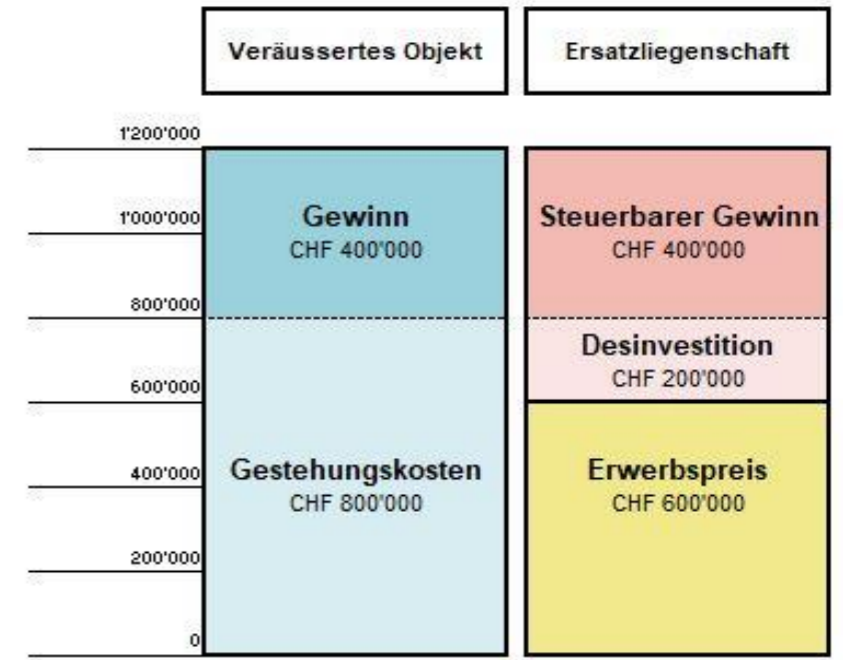 Veräussertes Objekt
Ersatzliegenschaft
1'200'000
1'000'000
800'000
600'000
400'000
200'000
0
Gewinn
CHF 400'000
Gestehungskosten
CHF 800'000
Steuerbarer Gewinn
CHF 400'000
Desinvestition
CHF 200'000
Erwerbspreis
CHF 600'000